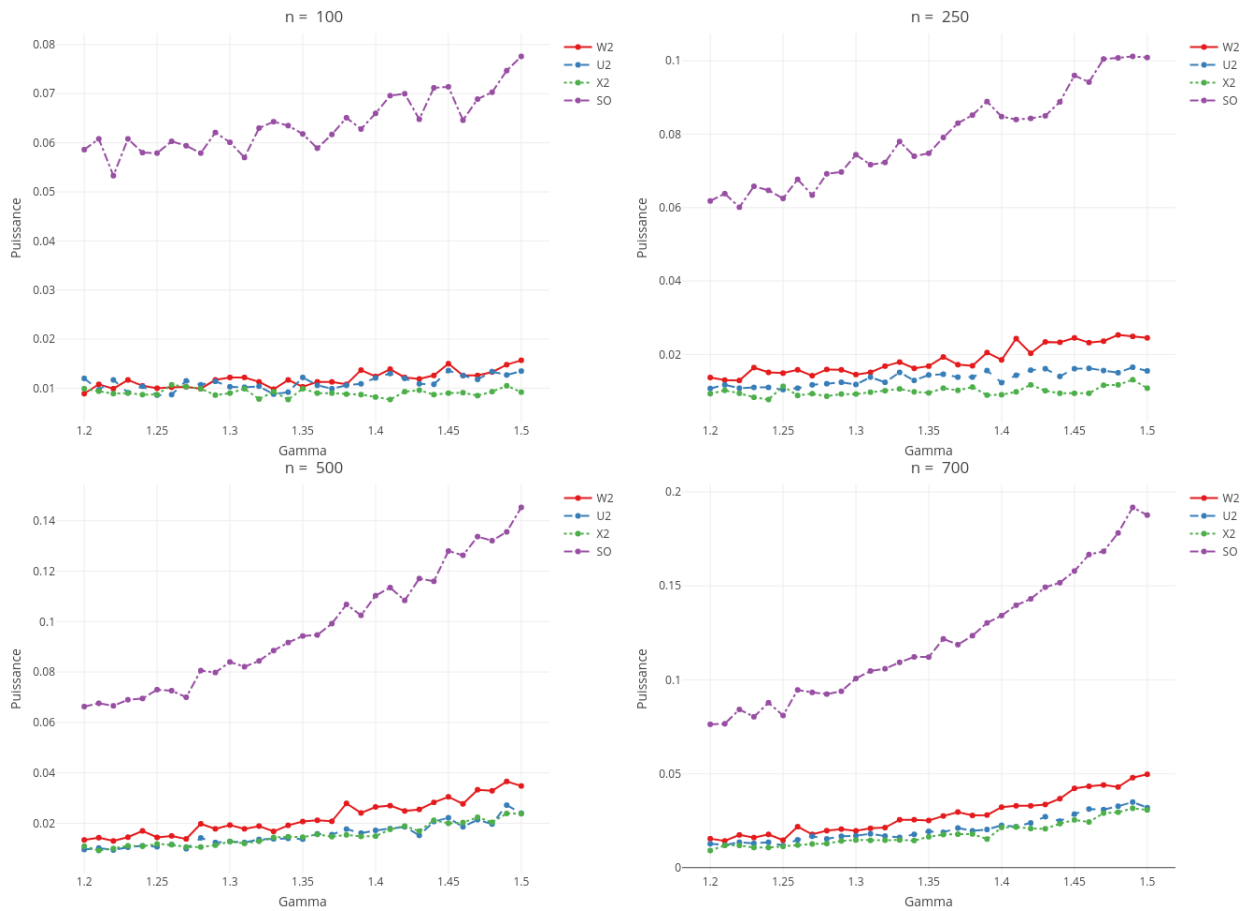 n = 100
0.08
0.07
0.06
0.05
0.04
0.03
0.02
0.01
Puissance
1.2 1.25 1.3 1.35 1.4 1.45 1.5
Gamma
W2
U2
X2
SO
n = 250
0.1
0.08
0.06
0.04
0.02
Puissance
1.2 1.25 1.3 1.35 1.4 1.45 1.5
Gamma
W2
U2
X2
SO
n = 500
0.14
0.12
0.1
0.08
0.06
0.04
0.02
Puissance
1.2 1.25 1.3 1.35 1.4 1.45 1.5
Gamma
W2
U2
X2
SO
n = 700
0.2
0.15
0.1
0.05
0
Puissance
1.2 1.25 1.3 1.35 1.4 1.45 1.5
Gamma
W2
U2
X2
SO